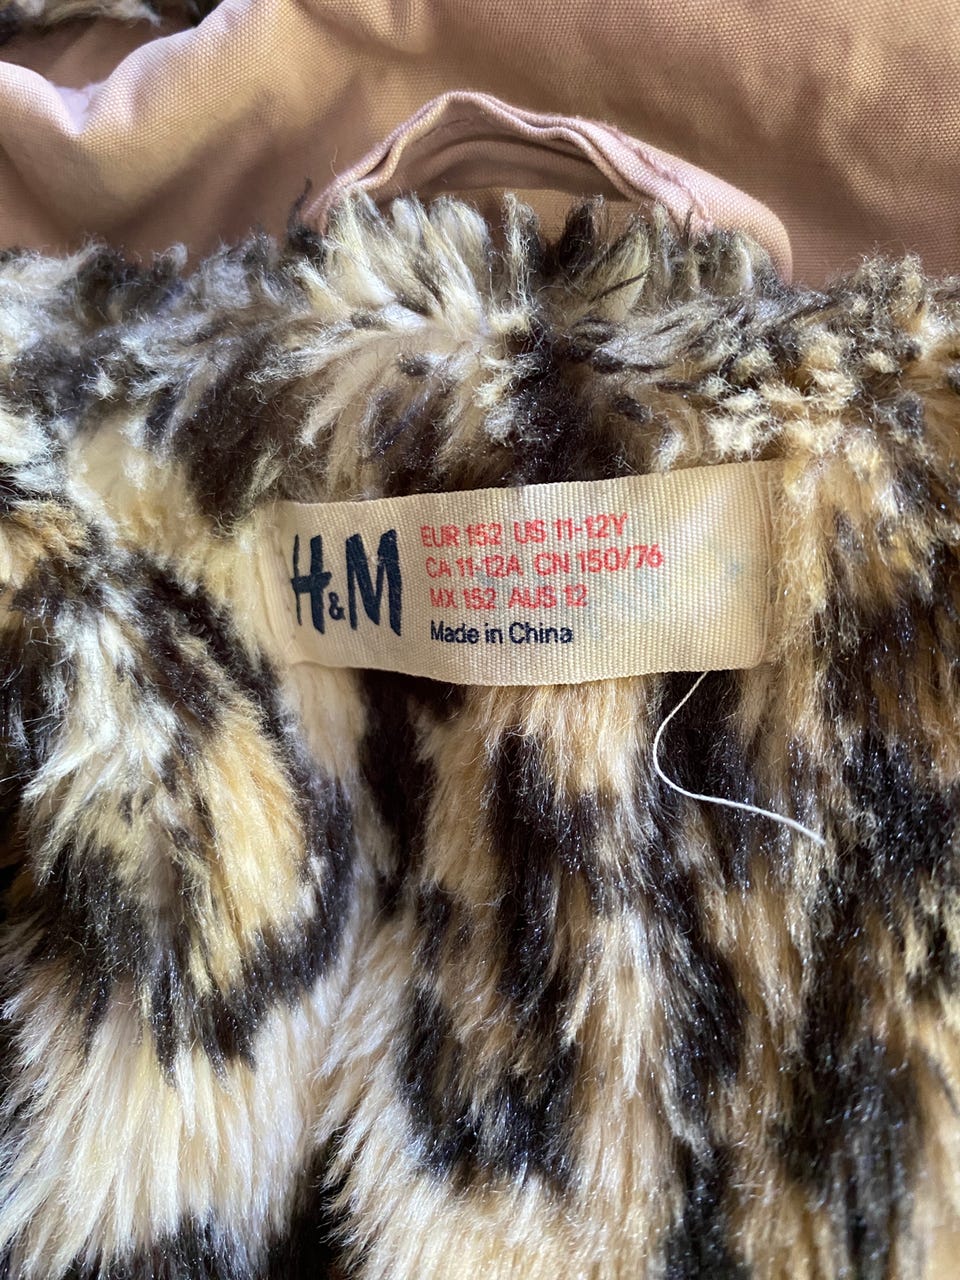 H&M
EUR 152 US 11-12Y
CA 11-12A CN 150/76
MX 152 AUS 12
Made in China